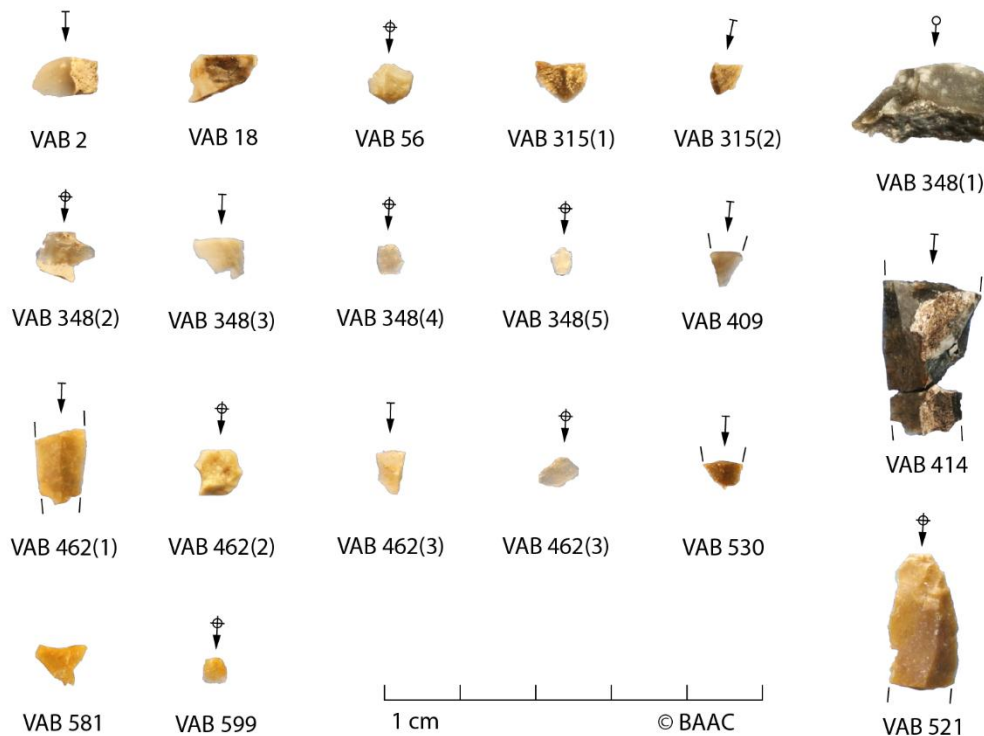 VAB 2
VAB 18
VAB 56
VAB 315(1)
VAB 315(2)
VAB 348(1)
VAB 348(2)
VAB 348(3)
VAB 348(4)
VAB 348(5)
VAB 409
VAB 414
VAB 462(1)
VAB 462(2)
VAB 462(3)
VAB 462(3)
VAB 530
VAB 581
VAB 599
1 cm
© BAAC
VAB 521